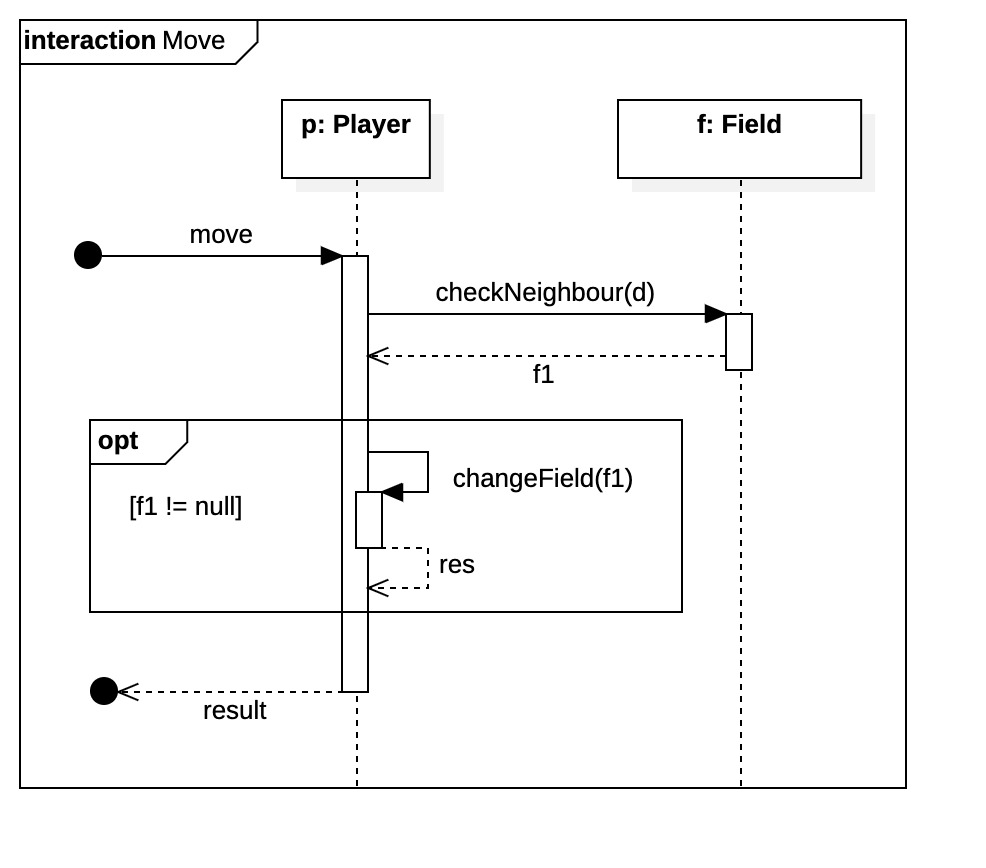 interaction Move
p: Player
f: Field
move
checkNeighbour(d)
f1
opt
changeField(f1)
[f1 != null]
res
result